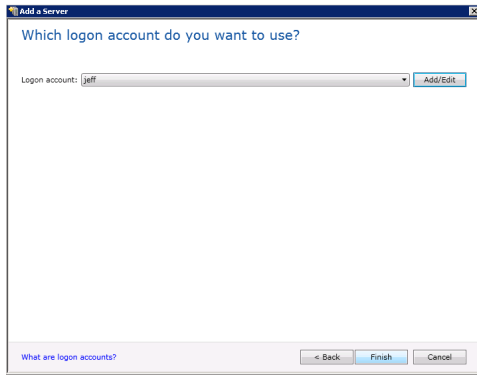 Add a Server
Which logon account do you want to use?
Logon account: jeff Add/Edit
What are logon accounts? < Back Finish Cancel